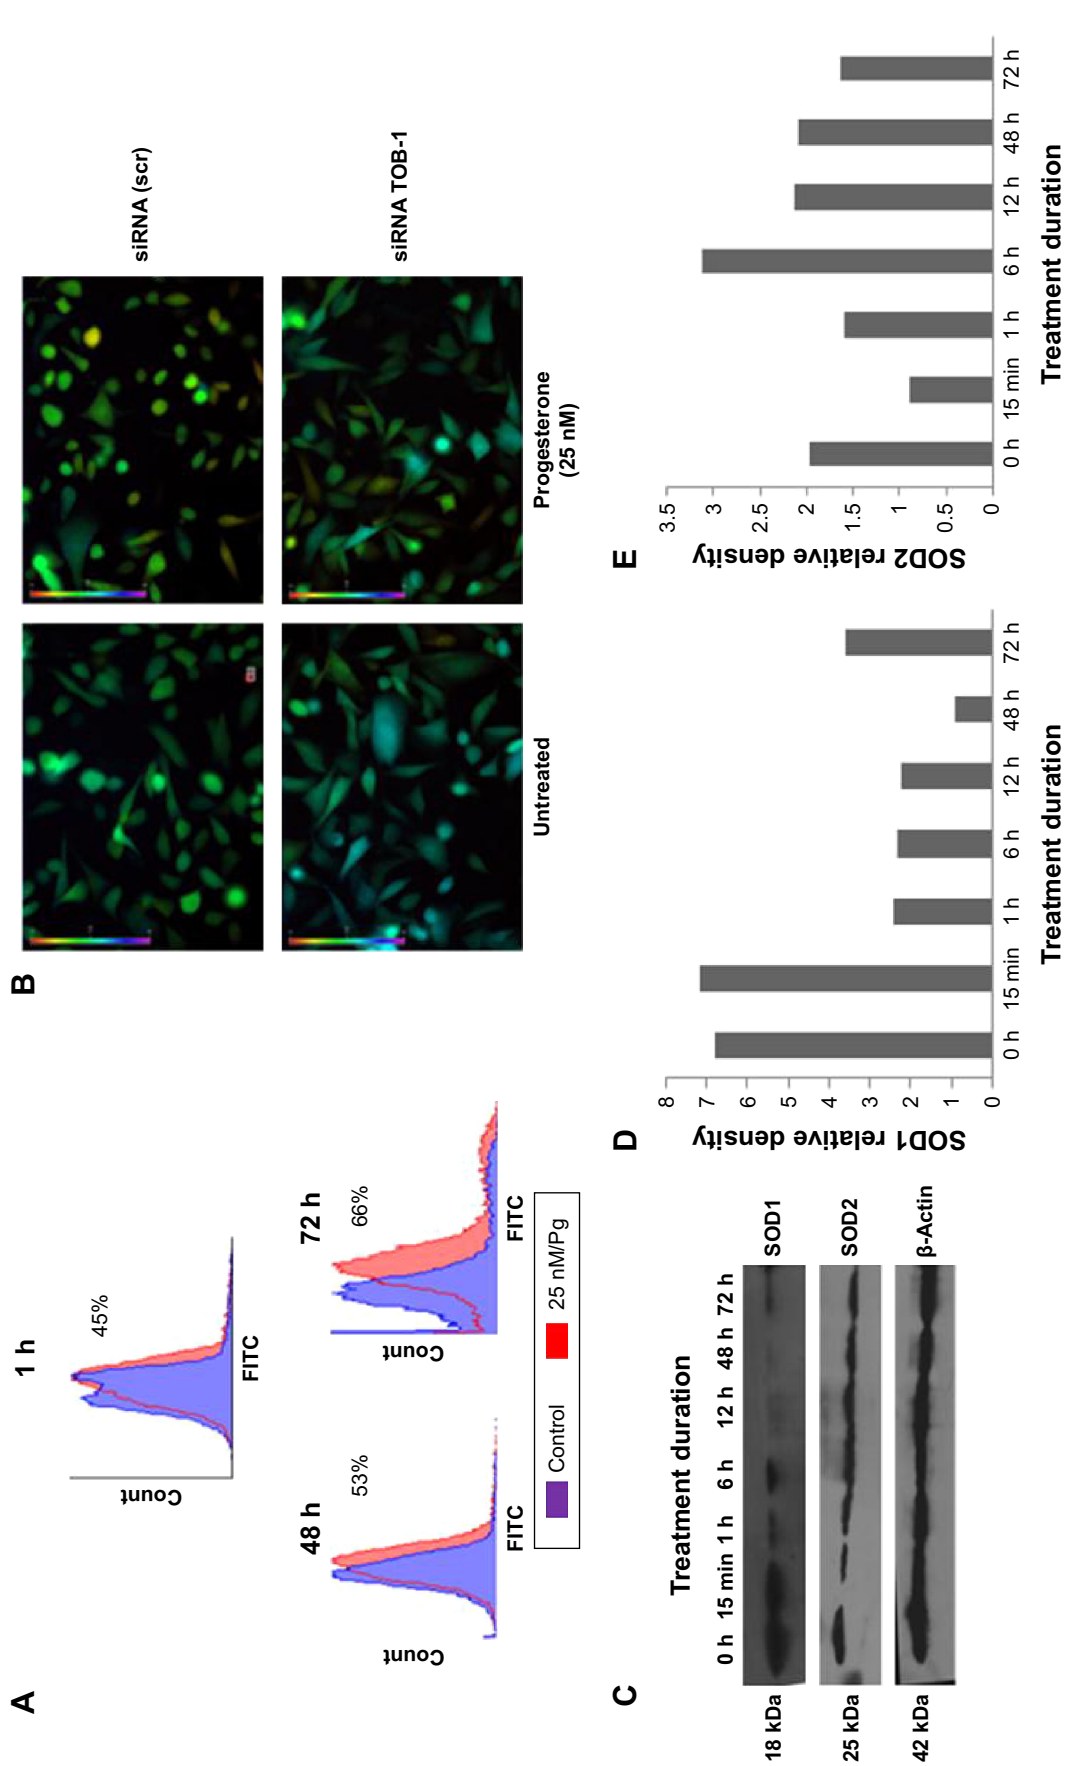 A
1 h
45%
Count
FITC
48 h
53%
Count
FITC
72 h
66%
Count
FITC
Control
25 nM/Pg
B
siRNA (scr)
siRNA TOB-1
Untreated
Progesterone
(25 nM)
C
Treatment duration
0 h 15 min 1 h 6 h 12 h 48 h 72 h
18 kDa SOD1
25 kDa SOD2
42 kDa β-Actin
D
SOD1 relative density
8
7
6
5
4
3
2
1
0
0 h 15 min 1 h 6 h 12 h 48 h 72 h
Treatment duration
E
SOD2 relative density
3.5
3
2.5
2
1.5
1
0.5
0
0 h 15 min 1 h 6 h 12 h 48 h 72 h
Treatment duration